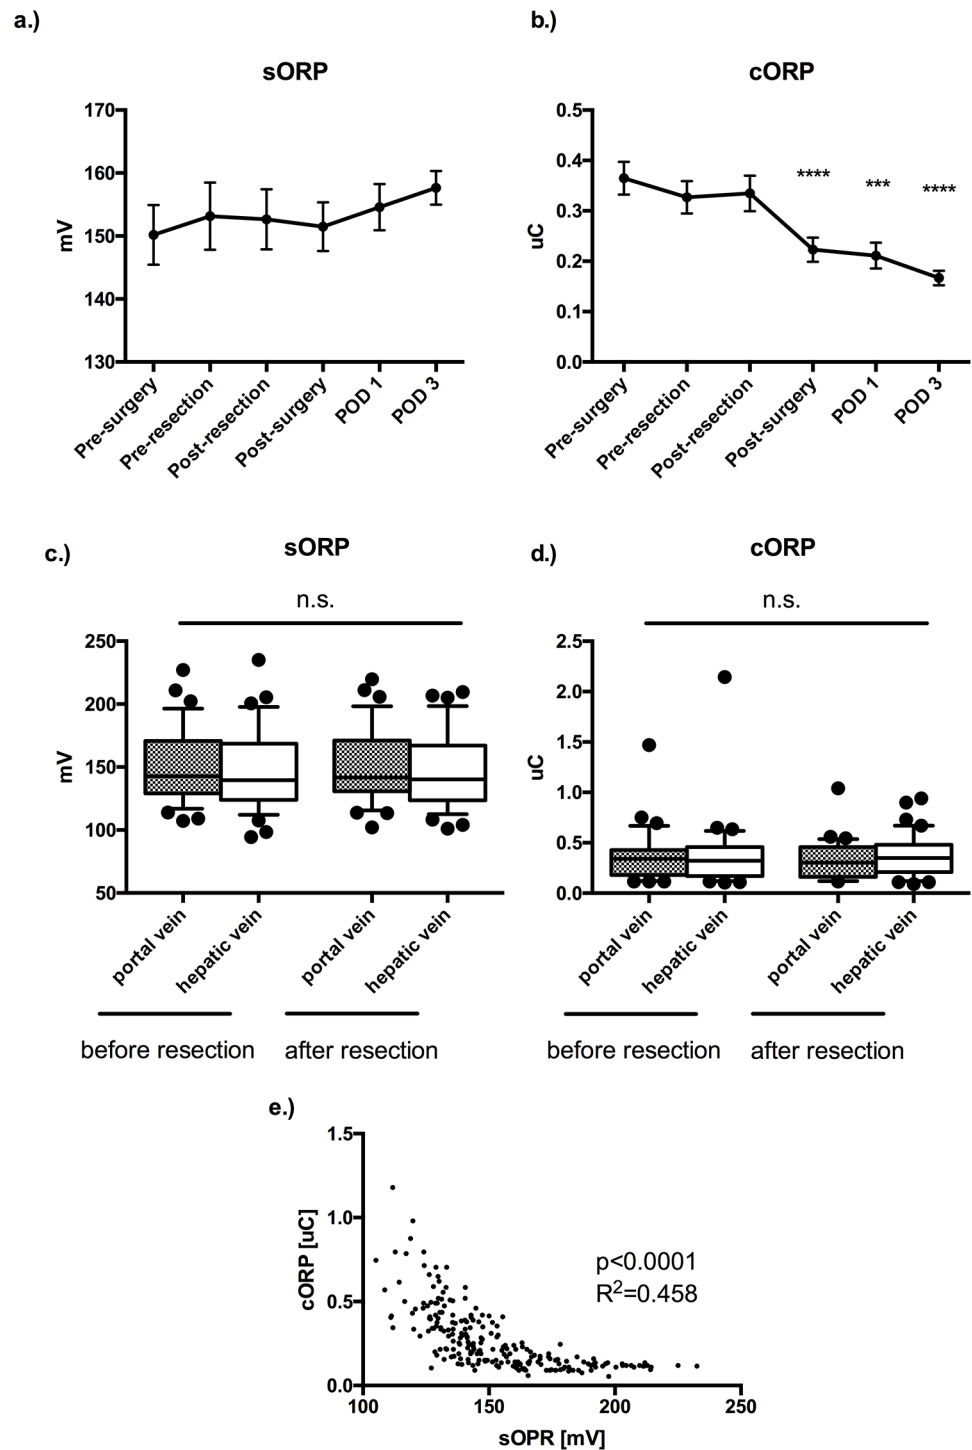 a.)
sORP
170
160
150
140
130
mV
Pre-surgery
Pre-resection
Post-resection
Post-surgery
POD 1
POD 3
b.)
cORP
0.5
0.4
0.3
0.2
0.1
0.0
uC
****
***
****
Pre-surgery
Pre-resection
Post-resection
Post-surgery
POD 1
POD 3
c.)
sORP
n.s.
250
200
150
100
50
mV
portal vein
hepatic vein
portal vein
hepatic vein
before resection
after resection
d.)
cORP
n.s.
2.5
2.0
1.5
1.0
0.5
0.0
uC
portal vein
hepatic vein
portal vein
hepatic vein
before resection
after resection
e.)
1.5
1.0
0.5
0.0
cORP [uC]
p<0.0001
R²=0.458
100
150
200
250
sOPR [mV]